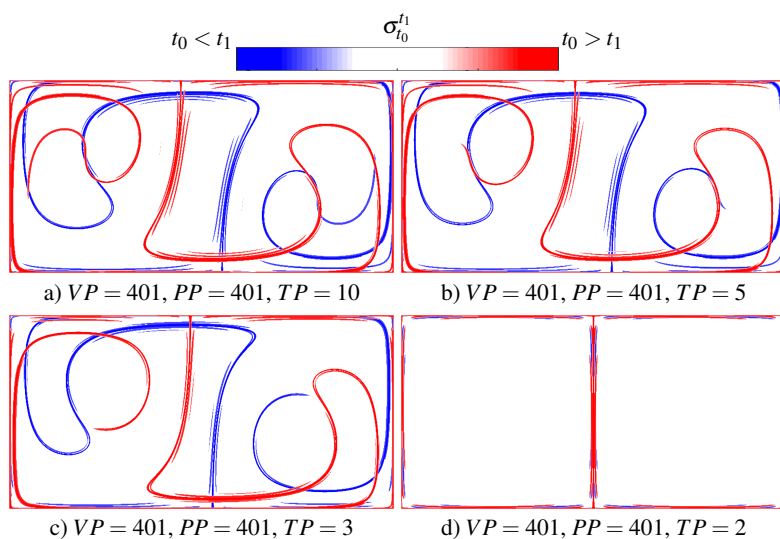 t₀ < t₁ σ_{t₀}^{t₁} t₀ > t₁
a) VP = 401, PP = 401, TP = 10 b) VP = 401, PP = 401, TP = 5
c) VP = 401, PP = 401, TP = 3 d) VP = 401, PP = 401, TP = 2